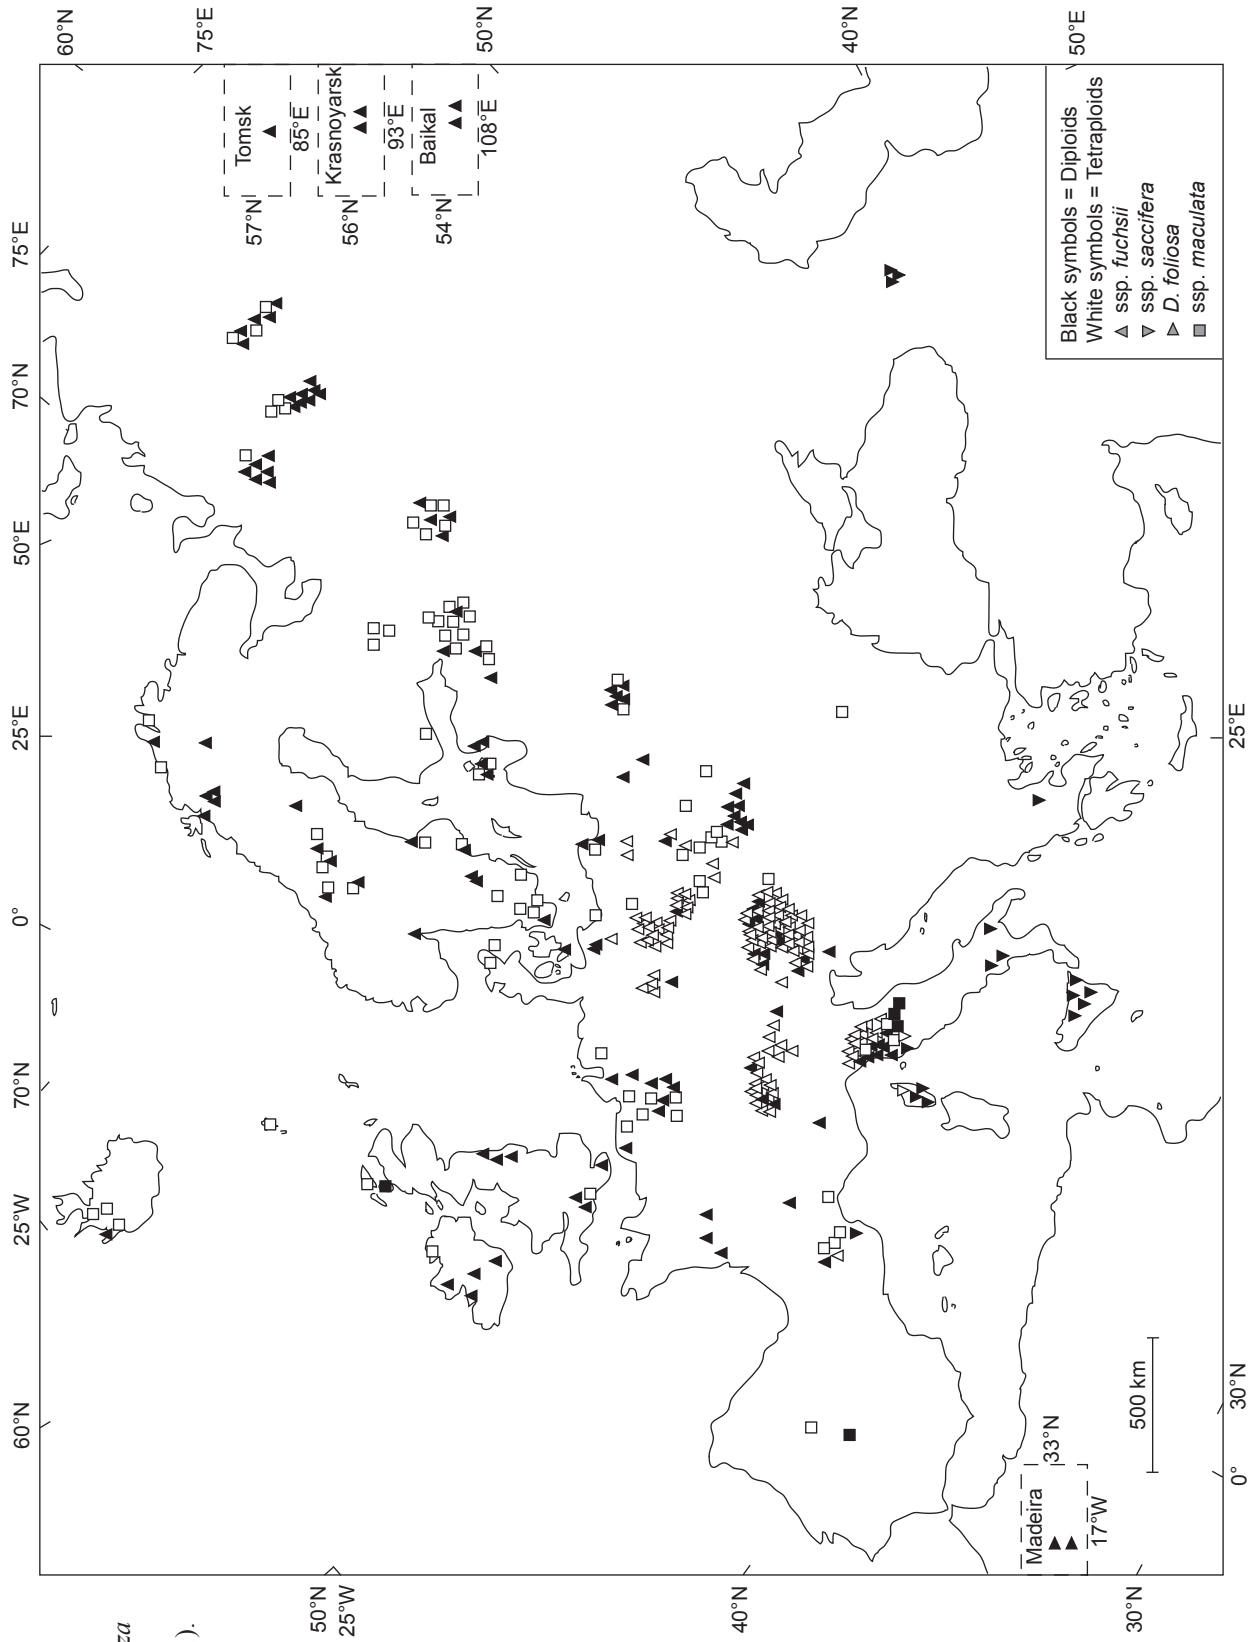 60°N 25°W 70°N 0° 25°E 50°E 70°N 75°E
60°N
za
).
75°E
Tomsk
57°N
85°E
50°N
25°W
Krasnoyarsk
56°N
93°E
Baikal
54°N
108°E
50°N
40°N
40°N
Madeira
33°N
17°W
Black symbols = Diploids
White symbols = Tetraploids
ssp. fuchsii
ssp. saccifera
D. foliosa
ssp. maculata
50°E
500 km
30°N
0° 30°N 25°E